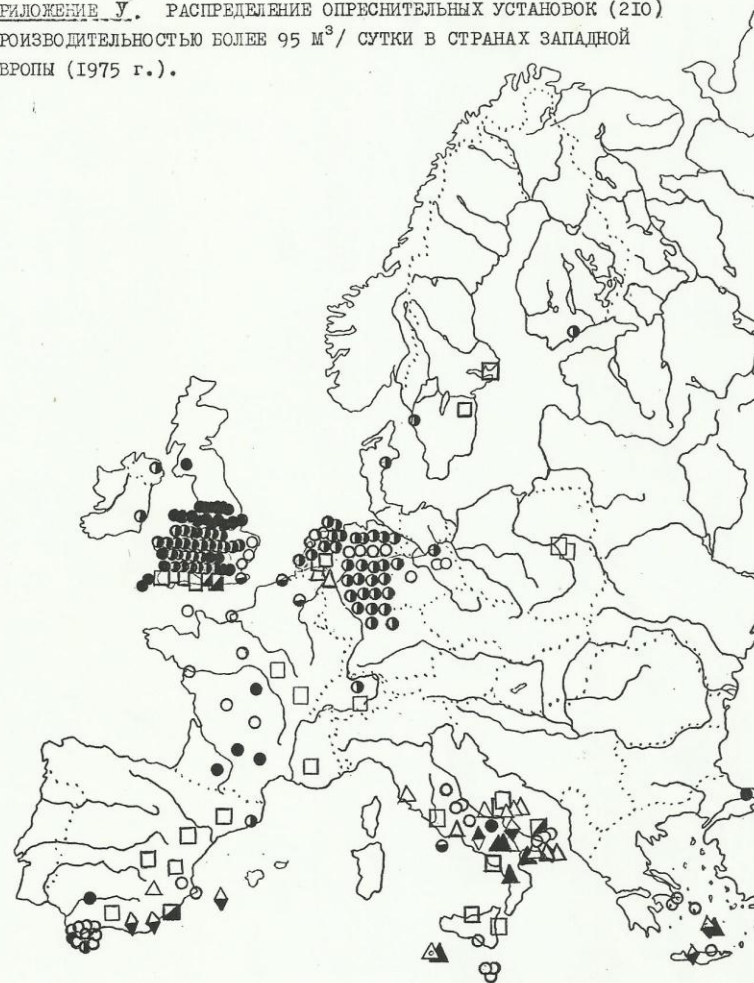 РИЛОЖЕНИЕ У. РАСПРЕДЕЛЕНИЕ ОПРЕСНИТЕЛЬНЫХ УСТАНОВОК (210)
РОИЗВОДИТЕЛЬНОСТЬЮ БОЛЕЕ 95 М³/ СУТКИ В СТРАНАХ ЗАПАДНОЙ
ВРОПЫ (1975 г.).